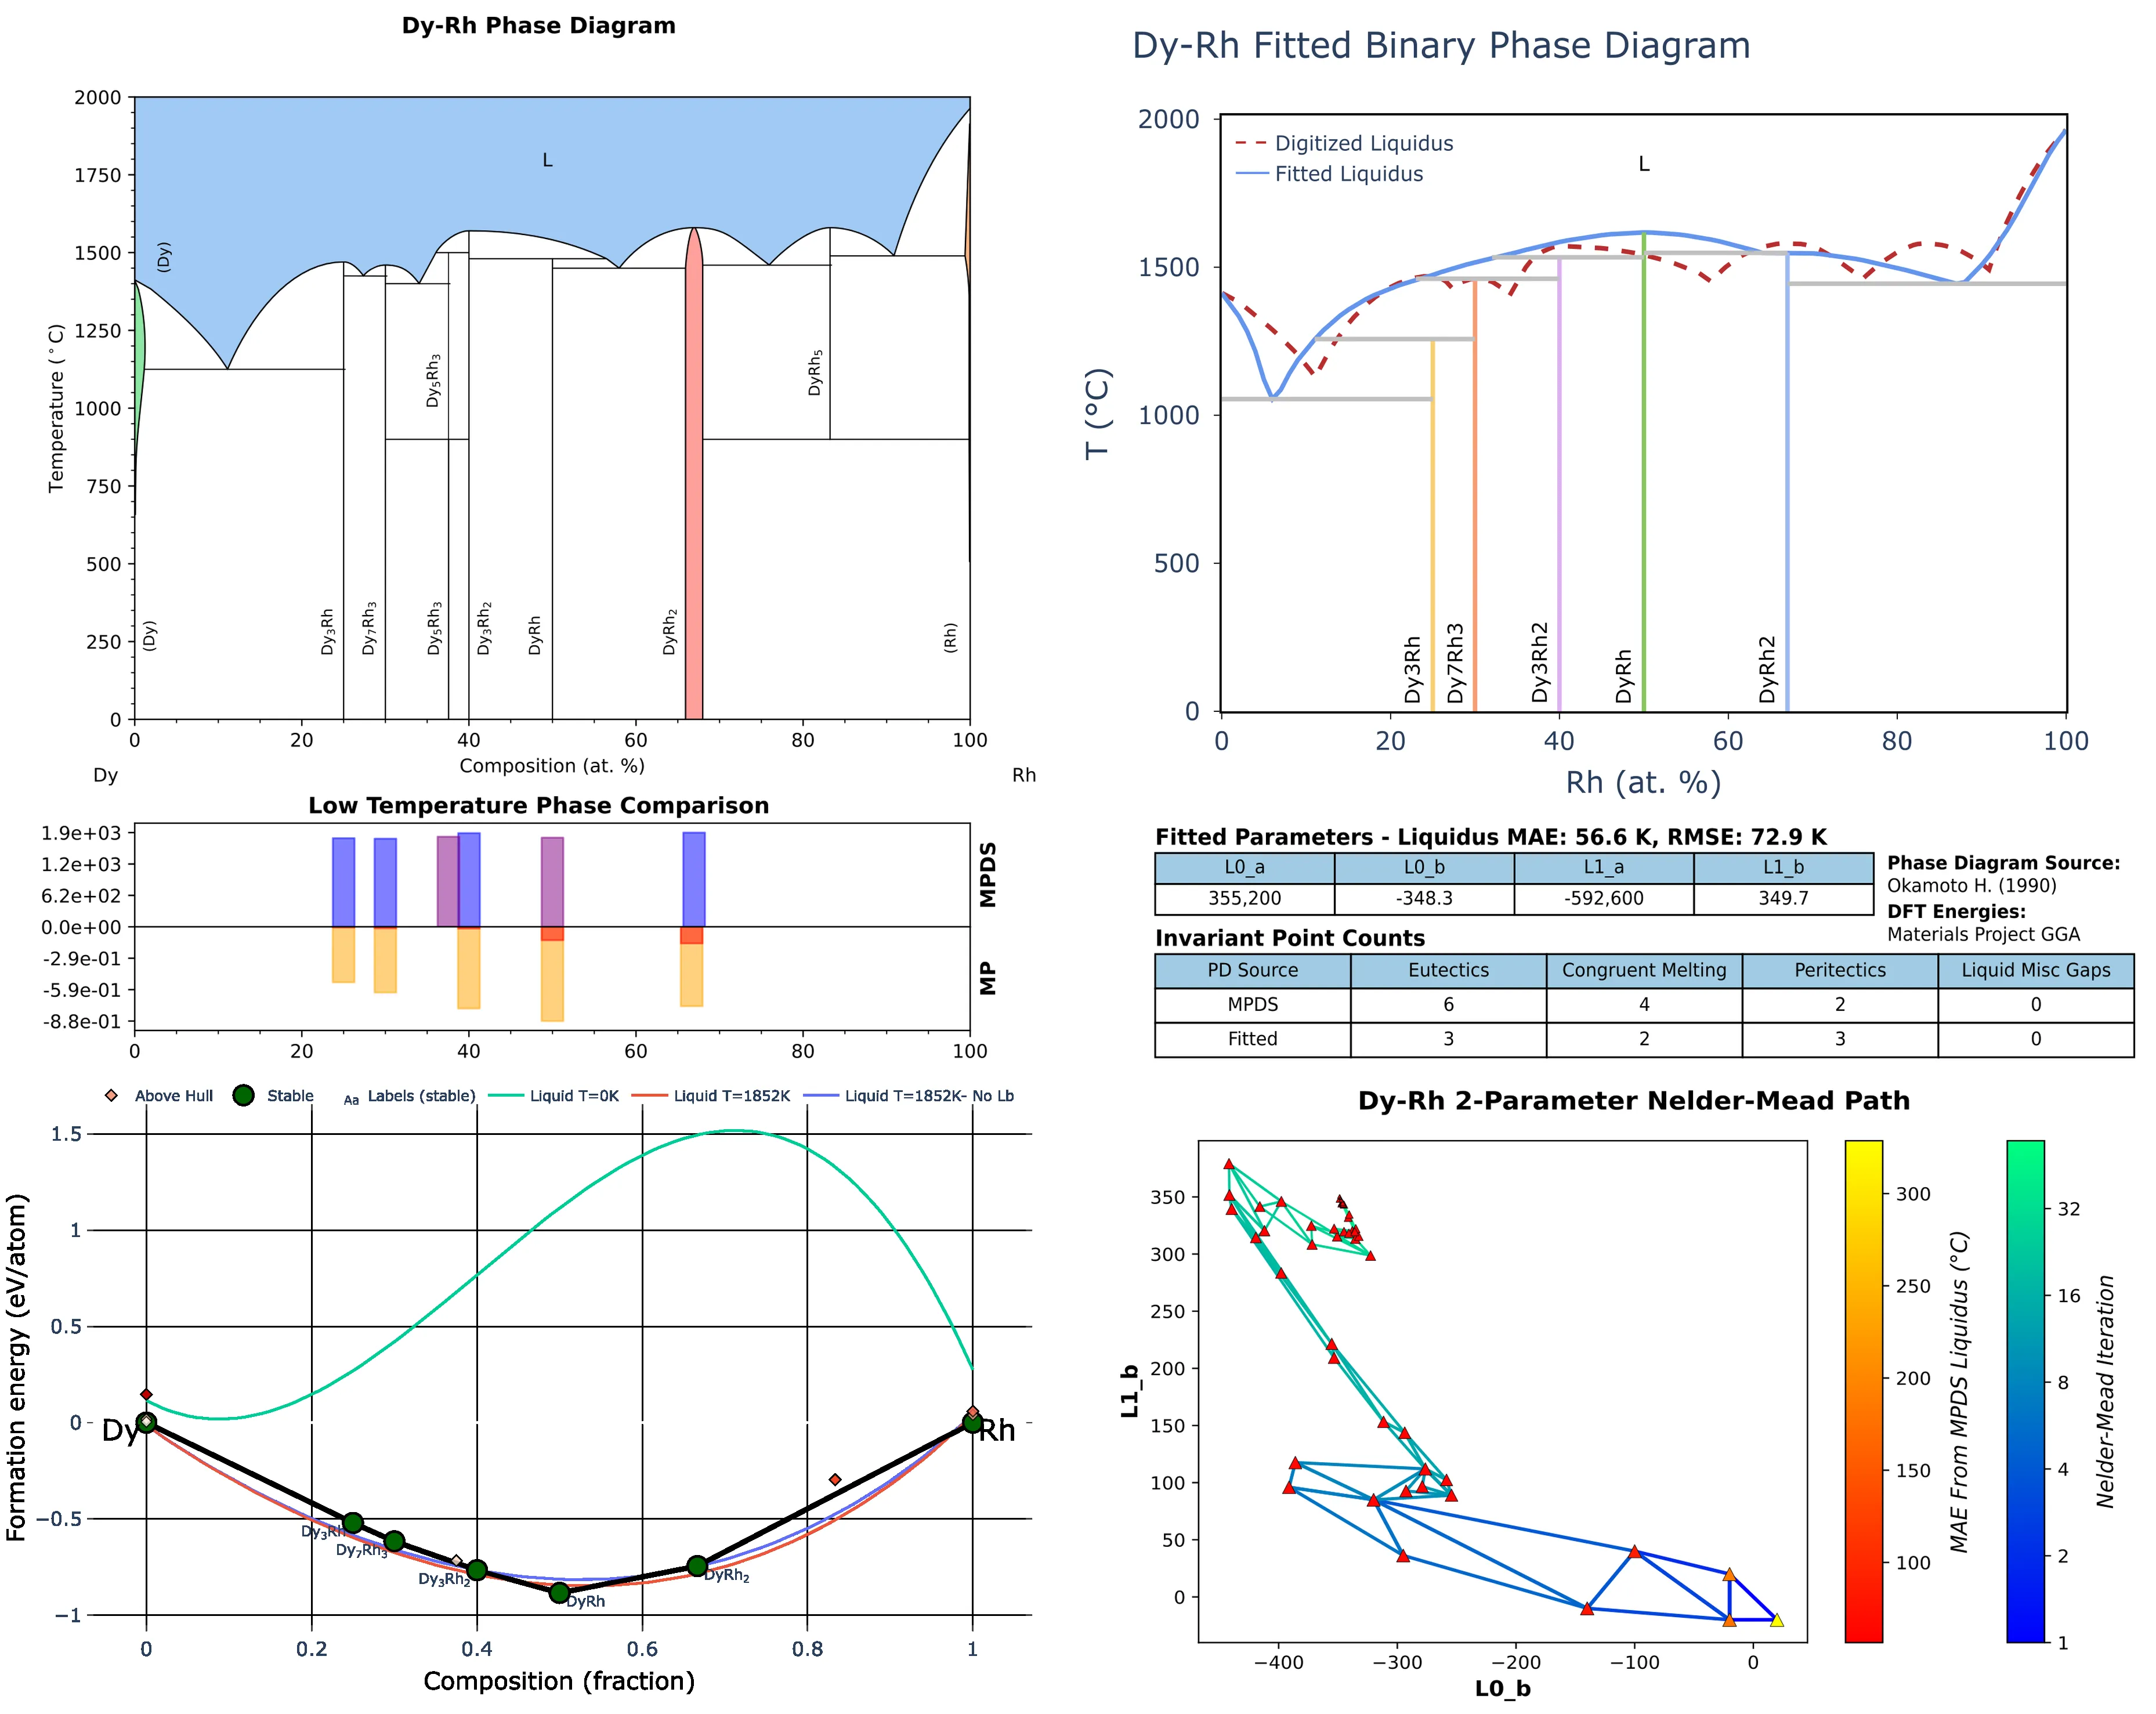 Dy-Rh Phase Diagram
2000
1750
1500
1250
1000
750
500
250
0
Temperature (°C)
L
(Dy)
(Dy)
Dy₃Rh
Dy₇Rh₃
Dy₅Rh₃
Dy₅Rh₃
Dy₃Rh₂
DyRh
DyRh₂
DyRh₅
(Rh)
0 20 40 60 80 100
Composition (at. %)
Dy Rh
Dy-Rh Fitted Binary Phase Diagram
Digitized Liquidus
Fitted Liquidus
L
2000
1500
1000
500
0
T (°C)
Dy3Rh
Dy7Rh3
Dy3Rh2
DyRh
DyRh2
0 20 40 60 80 100
Rh (at. %)
Low Temperature Phase Comparison
1.9e+03
1.2e+03
6.2e+02
0.0e+00
-2.9e-01
-5.9e-01
-8.8e-01
MPDS
MP
0 20 40 60 80 100
Fitted Parameters - Liquidus MAE: 56.6 K, RMSE: 72.9 K
L0_a L0_b L1_a L1_b
355,200 -348.3 -592,600 349.7
Phase Diagram Source:
Okamoto H. (1990)
DFT Energies:
Materials Project GGA
Invariant Point Counts
PD Source Eutectics Congruent Melting Peritectics Liquid Misc Gaps
MPDS 6 4 2 0
Fitted 3 2 3 0
Above Hull Stable Aa Labels (stable) Liquid T=0K Liquid T=1852K Liquid T=1852K- No Lb
1.5
1
0.5
0
−0.5
−1
Formation energy (eV/atom)
Dy
Dy₃Rh
Dy₇Rh₃
Dy₃Rh₂
DyRh
DyRh₂
Rh
0 0.2 0.4 0.6 0.8 1
Composition (fraction)
Dy-Rh 2-Parameter Nelder-Mead Path
350
300
250
200
150
100
50
0
L1_b
−400 −300 −200 −100 0
L0_b
300
250
200
150
100
MAE From MPDS Liquidus (°C)
32
16
8
4
2
1
Nelder-Mead Iteration